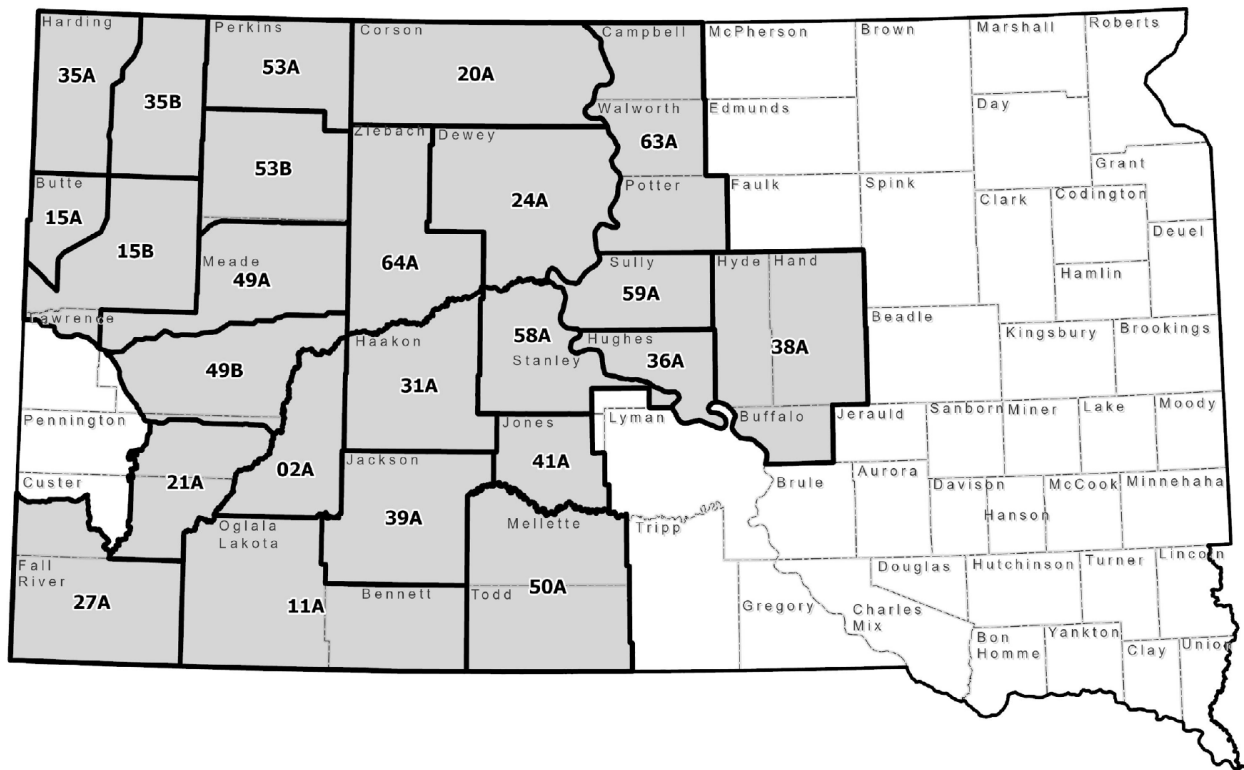 Harding
Perkins
Corson
Campbell
McPherson
Brown
Marshall
Roberts
35A
35B
53A
20A
Walworth
Edmunds
Day
Ziebach
Dewey
63A
Grant
53B
Butte
15A
24A
Potter
Faulk
Spink
Clark
Codington
Deuel
15B
Meade
49A
64A
Sully
Hyde
Hand
Hamlin
59A
Lawrence
Beadle
Kingsbury
Brookings
Haakon
58A
Stanley
Hughes
36A
38A
49B
31A
Pennington
Jones
Lyman
Buffalo
Jerauld
Sanborn
Miner
Lake
Moody
Custer
21A
02A
Jackson
41A
Brule
Aurora
Davison
Hanson
McCook
Minnehaha
Oglala
Lakota
39A
Mellette
Tripp
Fall
River
27A
11A
Bennett
Todd
50A
Gregory
Douglas
Charles
Mix
Hutchinson
Turner
Lincoln
Bon
Homme
Yankton
Clay
Union